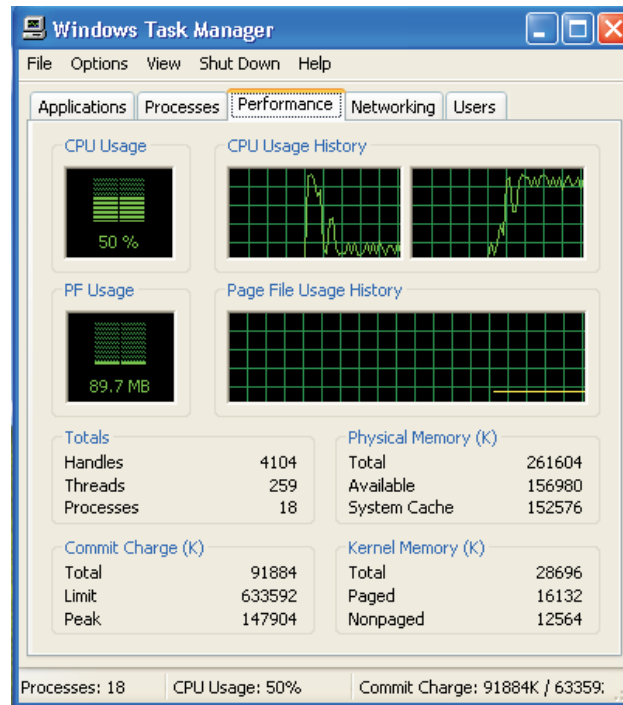 Windows Task Manager
File Options View Shut Down Help
Applications Processes Performance Networking Users
CPU Usage CPU Usage History
50 %
PF Usage Page File Usage History
89.7 MB
Totals
Handles 4104
Threads 259
Processes 18
Physical Memory (K)
Total 261604
Available 156980
System Cache 152576
Commit Charge (K)
Total 91884
Limit 633592
Peak 147904
Kernel Memory (K)
Total 28696
Paged 16132
Nonpaged 12564
Processes: 18 CPU Usage: 50% Commit Charge: 91884K /